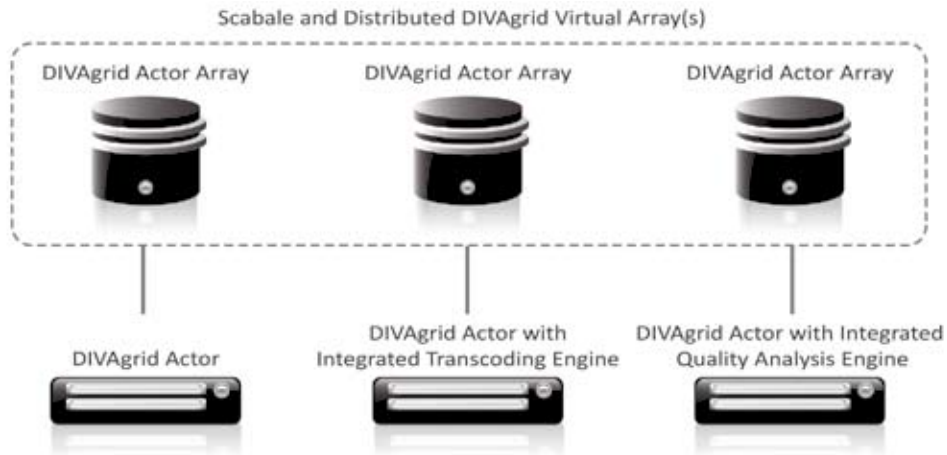 Scabale and Distributed DIVAgrid Virtual Array(s)
DIVAgrid Actor Array
DIVAgrid Actor Array
DIVAgrid Actor Array
DIVAgrid Actor
DIVAgrid Actor with
Integrated Transcoding Engine
DIVAgrid Actor with Integrated
Quality Analysis Engine